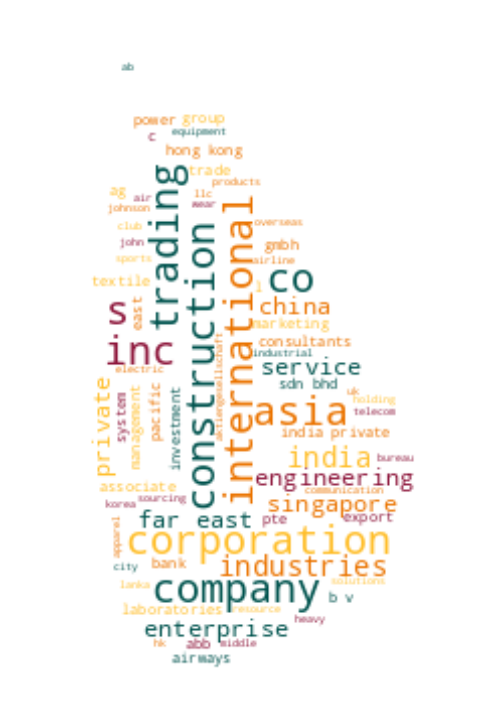 ab
power group
c equipment
hong kong
trading
trade
products
ag
air
llc
johnson
wear
international
club
overseas
construction
john
gmbh
sports
airline
textile
co
l
s
east
china
marketing
inc
aktiengesellschaft
consultants
industrial
electric
service
private
system
management
pacific
investment
sdn bhd
uk
holding
asia
telecom
india private
india
bureau
engineering
associate
communication
korea
sourcing
singapore
apparel
far east
pte
export
corporation
city
bank
industries
lanka
company
solutions
b v
laboratories
resource
enterprise
heavy
hk
abb
middle
airways